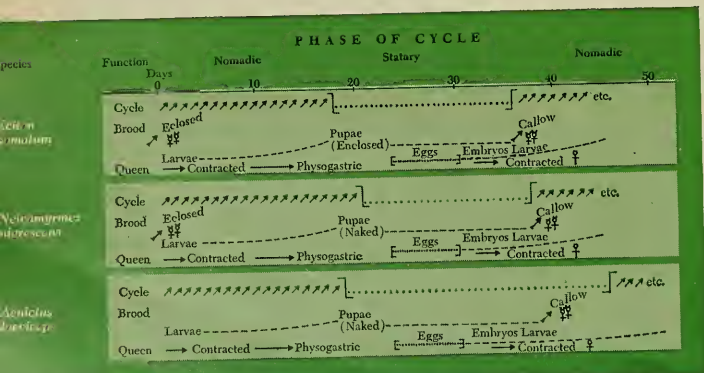 PHASE OF CYCLE
Species Function Nomadic Statary Nomadic
Days
0 10 20 30 40 50
Cycle etc.
Brood Eclosed Callow
Pupae
(Enclosed)
Larvae Eggs Embryos Larvae
Queen Contracted Physogastric Contracted
Cycle etc.
Brood Eclosed Callow
Pupae
(Naked)
Larvae Eggs Embryos Larvae
Queen Contracted Physogastric Contracted
Cycle etc.
Brood Callow
Pupae
(Naked)
Larvae Eggs Embryos Larvae
Queen Contracted Physogastric Contracted